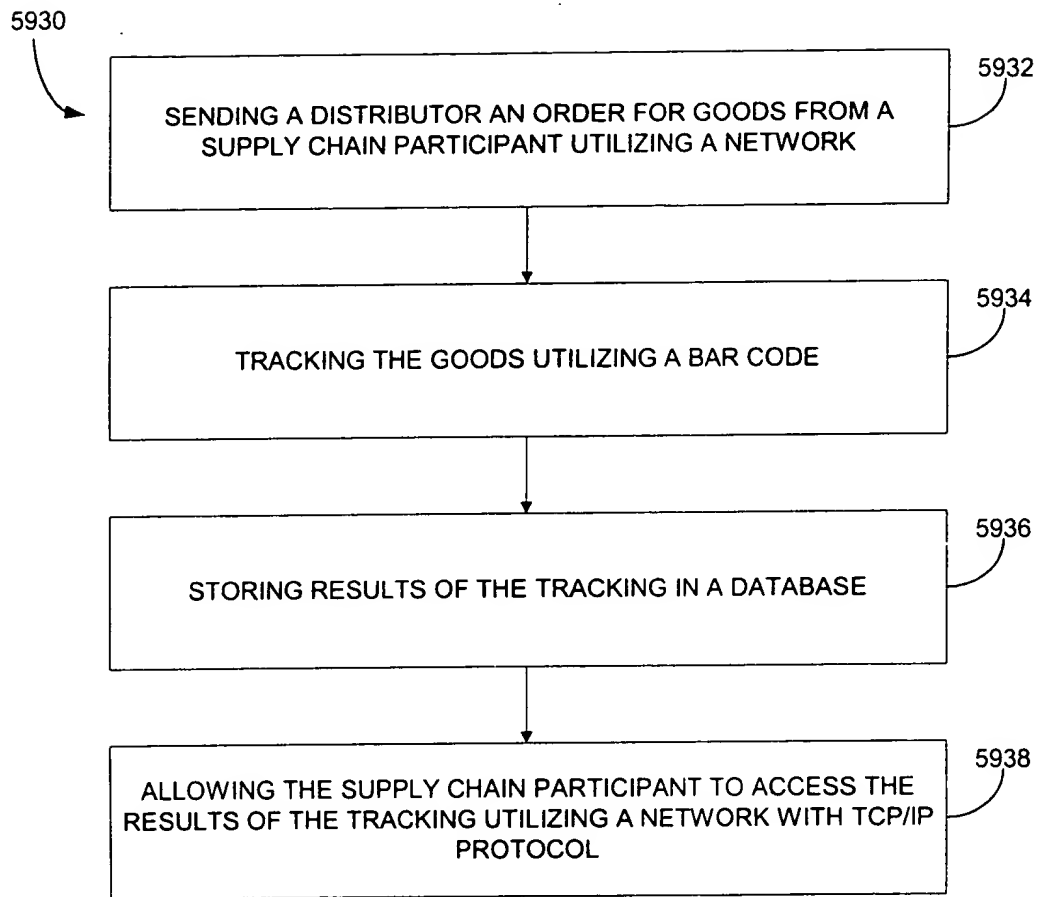 5930
5932
SENDING A DISTRIBUTOR AN ORDER FOR GOODS FROM A
SUPPLY CHAIN PARTICIPANT UTILIZING A NETWORK
5934
TRACKING THE GOODS UTILIZING A BAR CODE
5936
STORING RESULTS OF THE TRACKING IN A DATABASE
5938
ALLOWING THE SUPPLY CHAIN PARTICIPANT TO ACCESS THE
RESULTS OF THE TRACKING UTILIZING A NETWORK WITH TCP/IP
PROTOCOL